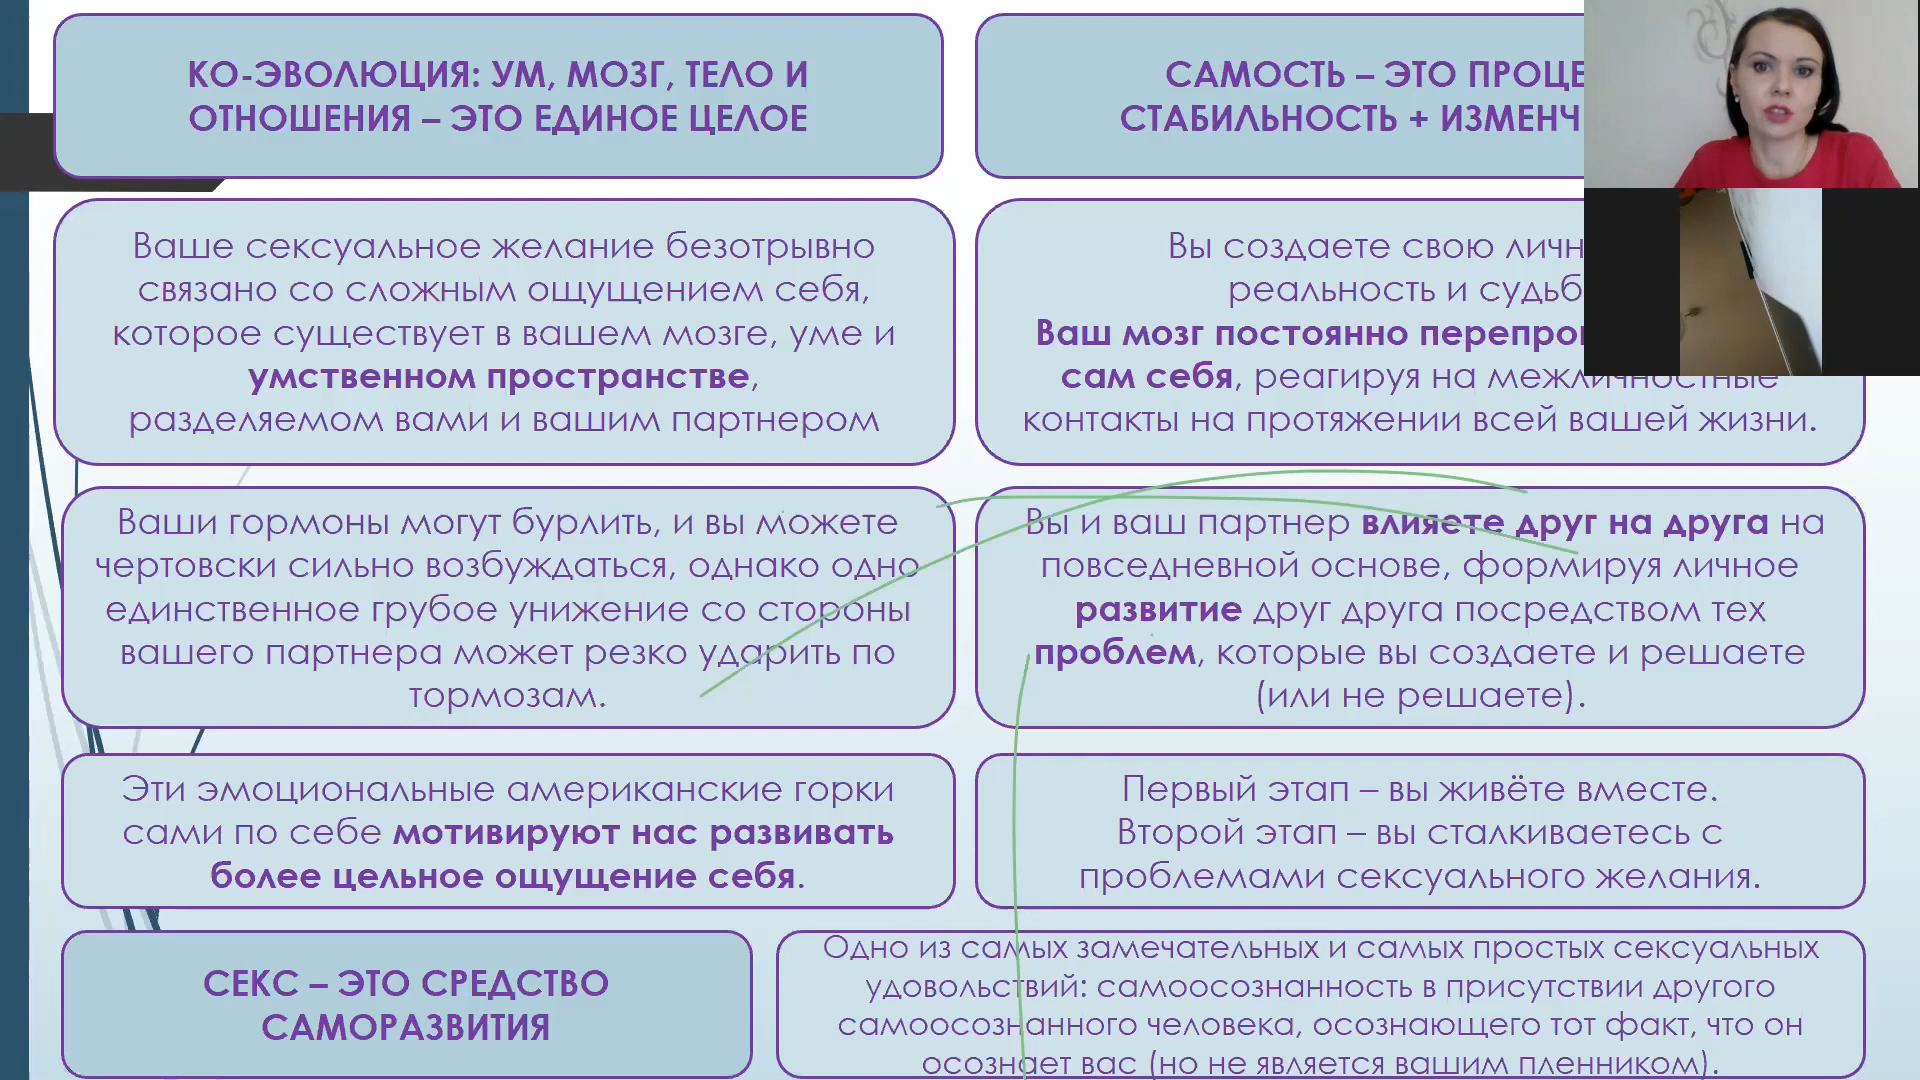 КО-ЭВОЛЮЦИЯ: УМ, МОЗГ, ТЕЛО И
ОТНОШЕНИЯ – ЭТО ЕДИНОЕ ЦЕЛОЕ
Ваше сексуальное желание безотрывно
связано со сложным ощущением себя,
которое существует в вашем мозге, уме и
умственном пространстве,
разделяемом вами и вашим партнером
Ваши гормоны могут бурлить, и вы можете
чертовски сильно возбуждаться, однако одно
единственное грубое унижение со стороны
вашего партнера может резко ударить по
тормозам.
Эти эмоциональные американские горки
сами по себе мотивируют нас развивать
более цельное ощущение себя.
САМОСТЬ – ЭТО
СТАБИЛЬНОСТЬ +
Вы создаете свою
реальность и
Ваш мозг постоянно
сам себя, реагируя на межличностные
контакты на протяжении всей вашей жизни.
Вы и ваш партнер влияете друг на друга на
повседневной основе, формируя личное
развитие друг друга посредством тех
проблем, которые вы создаете и решаете
(или не решаете).
Первый этап – вы живёте вместе.
Второй этап – вы сталкиваетесь с
проблемами сексуального желания.
СЕКС – ЭТО СРЕДСТВО
САМОРАЗВИТИЯ
Одно из самых замечательных и самых простых сексуальных
удовольствий: самоосознанность в присутствии другого
самоосознанного человека, осознающего тот факт, что он
осознает вас (но не является вашим пленником).